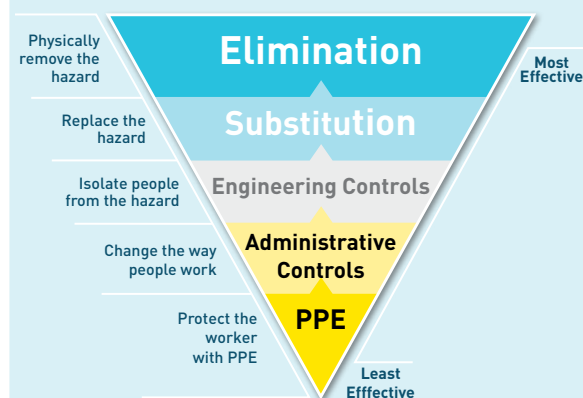 Physically
remove the
hazard
Elimination
Most
Effective
Replace the
hazard
Substitution
Isolate people
from the hazard
Engineering Controls
Change the way
people work
Administrative
Controls
Protect the
worker
with PPE
PPE
Least
Efffective